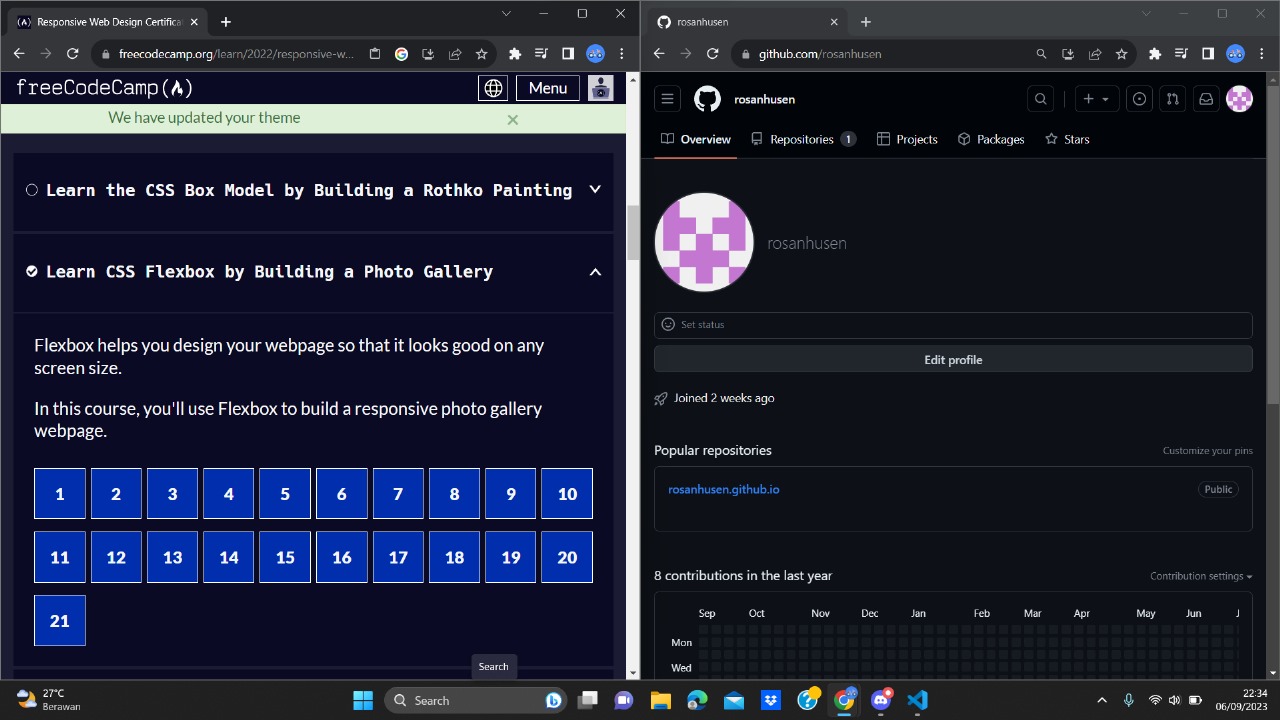 Responsive Web Design Certificat
freecodecamp.org/learn/2022/responsive-w...
freeCodeCamp
Menu
We have updated your theme
Learn the CSS Box Model by Building a Rothko Painting
Learn CSS Flexbox by Building a Photo Gallery
Flexbox helps you design your webpage so that it looks good on any
screen size.
In this course, you'll use Flexbox to build a responsive photo gallery
webpage.
1 2 3 4 5 6 7 8 9 10
11 12 13 14 15 16 17 18 19 20
21
rosanhusen
github.com/rosanhusen
rosanhusen
Overview Repositories 1 Projects Packages Stars
rosanhusen
Set status
Edit profile
Joined 2 weeks ago
Popular repositories Customize your pins
rosanhusen.github.io Public
8 contributions in the last year Contribution settings
Sep Oct Nov Dec Jan Feb Mar Apr May Jun J
Mon
Wed
Search
27°C
Berawan
Search
22:34
06/09/2023